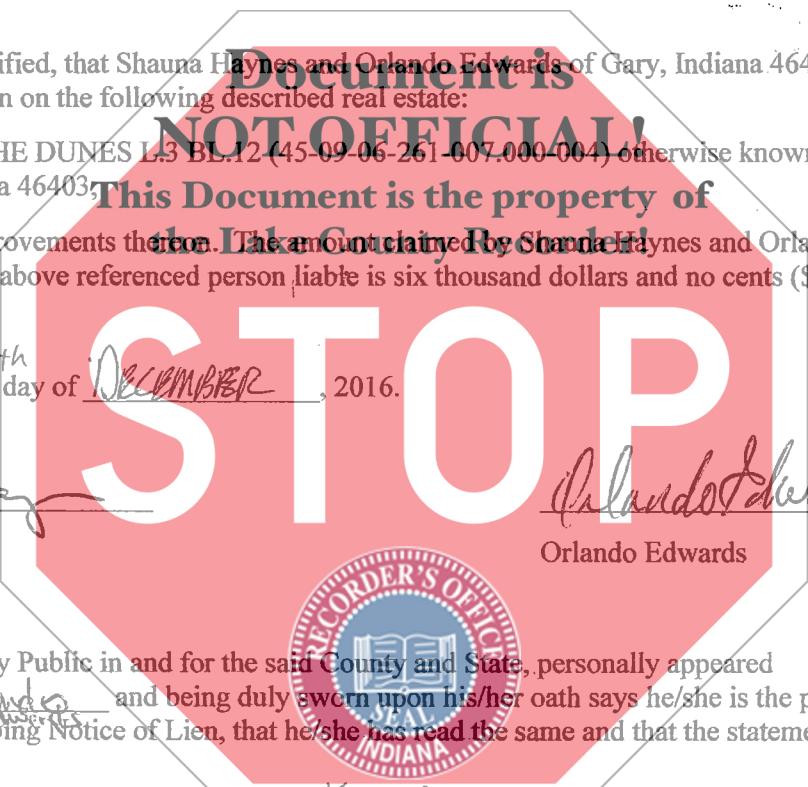 ified, that Shauna Haynes and Orlando Edwards of Gary, Indiana 464
Document is
n on the following described real estate:
NOT OFFICIAL!
HE DUNES L.3 BL.12 (45-09-06-261-007.000-004) otherwise known
a 46403,
This Document is the property of
the Lake County Recorder!
rovements thereon. The amount claimed by Shauna Haynes and Orla
above referenced person liable is six thousand dollars and no cents ($
STOP
th
day of DECEMBER, 2016.
Orlando Edw
Orlando Edwards
RECORDER'S OFFICE
y Public in and for the said County and State, personally appeared
and being duly sworn upon his/her oath says he/she is the p
SEAL
oing Notice of Lien, that he/she has read the same and that the stateme
INDIANA